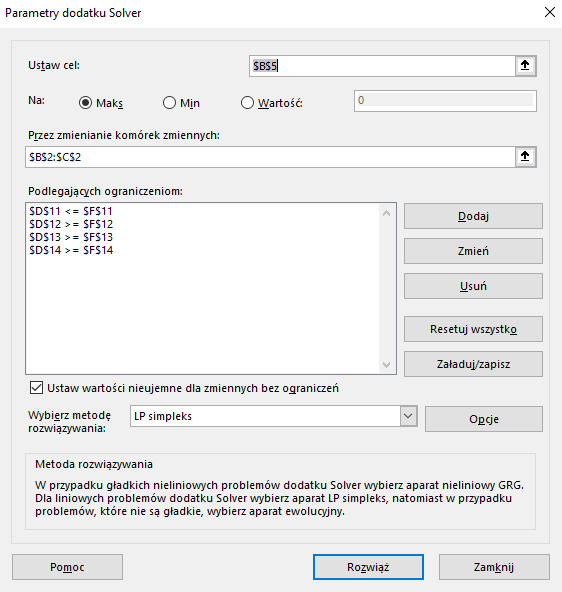 Parametry dodatku Solver
Ustaw cel:
$B$5
Na:
Maks
Min
Wartość:
0
Przez zmienianie komórek zmiennych:
$B$2:$C$2
Podlegających ograniczeniom:
$D$11 <= $F$11
$D$12 >= $F$12
$D$13 >= $F$13
$D$14 >= $F$14
Dodaj
Zmień
Usuń
Resetuj wszystko
Załaduj/zapisz
Ustaw wartości nieujemne dla zmiennych bez ograniczeń
Wybierz metodę
rozwiązywania:
LP simpleks
Opcje
Metoda rozwiązywania
W przypadku gładkich nieliniowych problemów dodatku Solver wybierz aparat nieliniowy GRG.
Dla liniowych problemów dodatku Solver wybierz aparat LP simpleks, natomiast w przypadku
problemów, które nie są gładkie, wybierz aparat ewolucyjny.
Pomoc
Rozwiąż
Zamknij